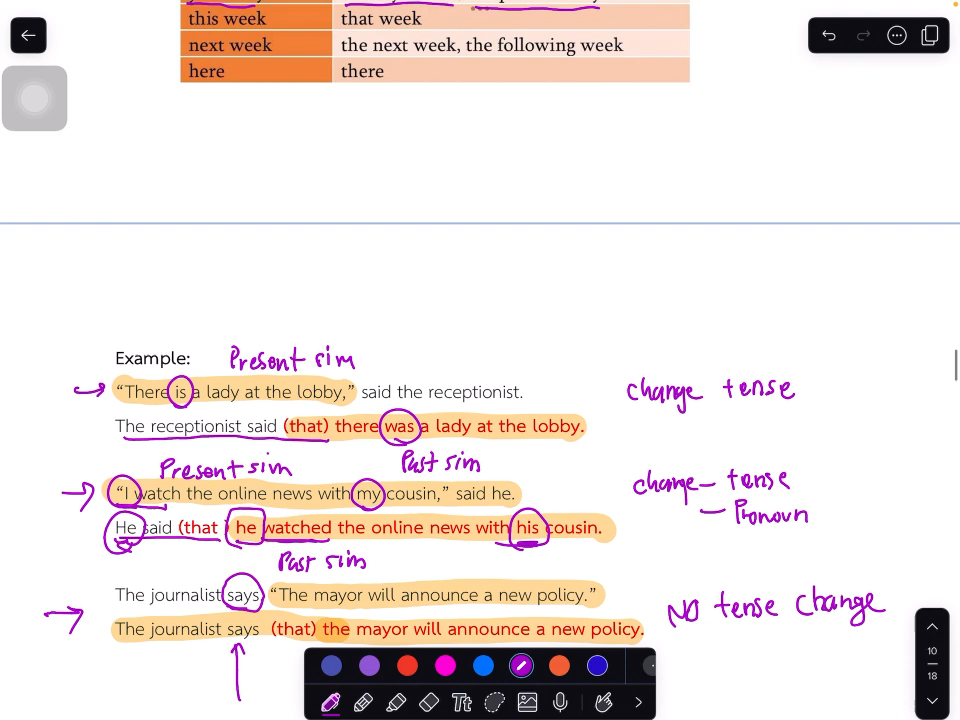 this week that week
next week the next week, the following week
here there
Example: Present sim
"There is a lady at the lobby," said the receptionist. change tense
The receptionist said (that) there was a lady at the lobby.
Present sim Past sim
"I watch the online news with my cousin," said he. change - tense
- Pronoun
He said (that ) he watched the online news with his cousin.
Past sim
The journalist says, "The mayor will announce a new policy."
NO tense change
The journalist says (that) the mayor will announce a new policy.
Tt
10
18